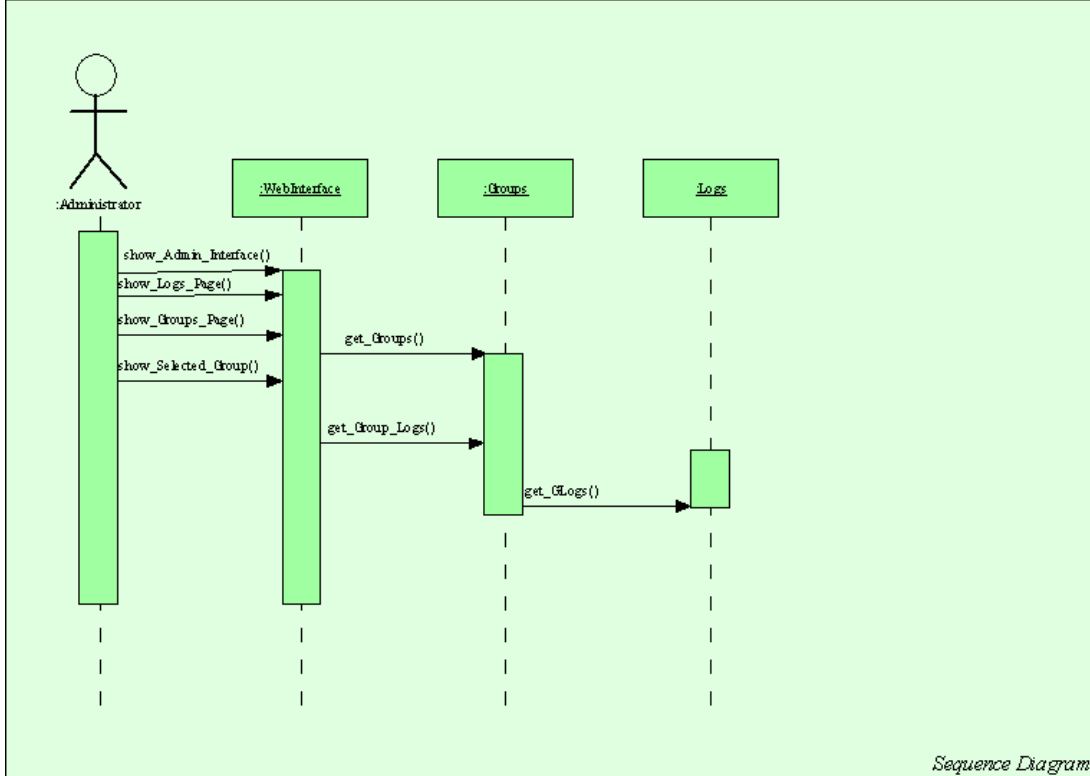 :Administrator
:WebInterface
:Groups
:Logs
show_Admin_Interface()
show_Logs_Page()
show_Groups_Page()
get_Groups()
show_Selected_Group()
get_Group_Logs()
get_GLogs()
Sequence Diagram